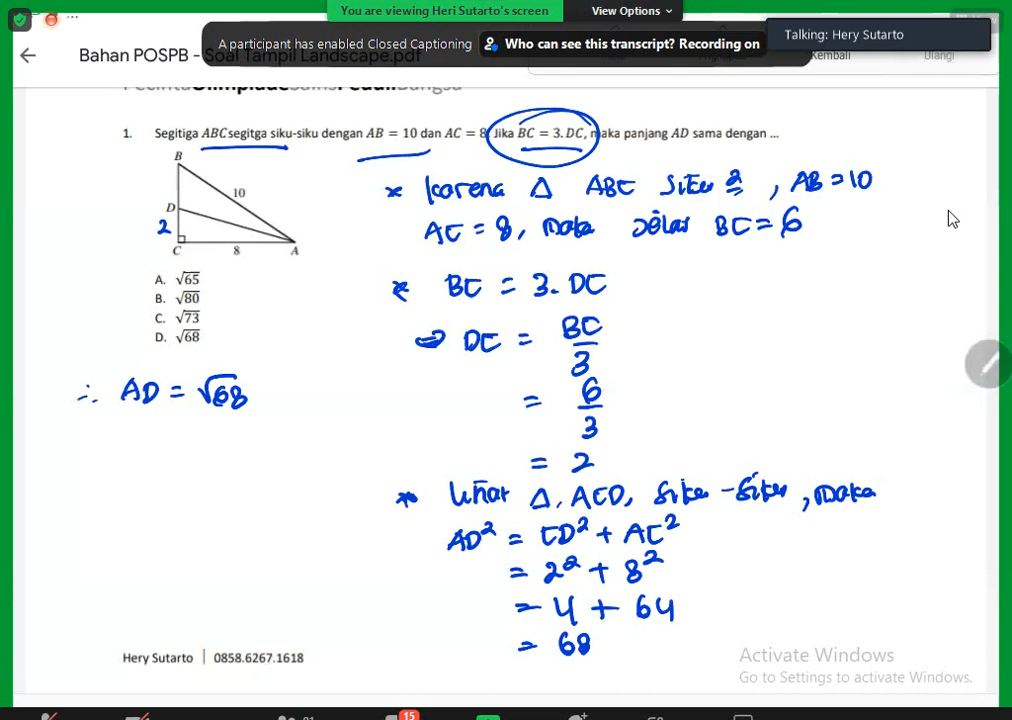 You are viewing Heri Sutarto's screen
View Options
A participant has enabled Closed Captioning
Who can see this transcript? Recording on
Talking: Hery Sutarto
Bahan POSPB - Soal Tampil Landscape.pdf
Kembali
Ulangi
PecintaOlimpiadeSainsPeduliBangsa
1. Segitiga ABC segitga siku-siku dengan AB = 10 dan AC = 8. Jika BC = 3. DC, maka panjang AD sama dengan ...
B
10
D
2
C
8
A
A. √65
B. √80
C. √73
D. √68
∴ AD = √68
* karena Δ ABC siku 2, AB = 10
AC = 8, maka jelas BC = 6
* BC = 3. DC
⇒ DC = BC/3
= 6/3
= 2
* lihat Δ. ACD, siku-siku, maka
AD² = CD² + AC²
= 2² + 8²
= 4 + 64
= 68
Hery Sutarto | 0858.6267.1618
Activate Windows
Go to Settings to activate Windows.
15